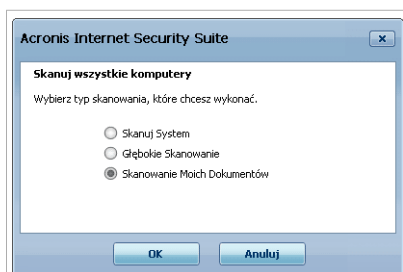 Acronis Internet Security Suite
Skanuj wszystkie komputery
Wybierz typ skanowania, które chcesz wykonać.
Skanuj System
Głębokie Skanowanie
Skanowanie Moich Dokumentów
OK
Anuluj